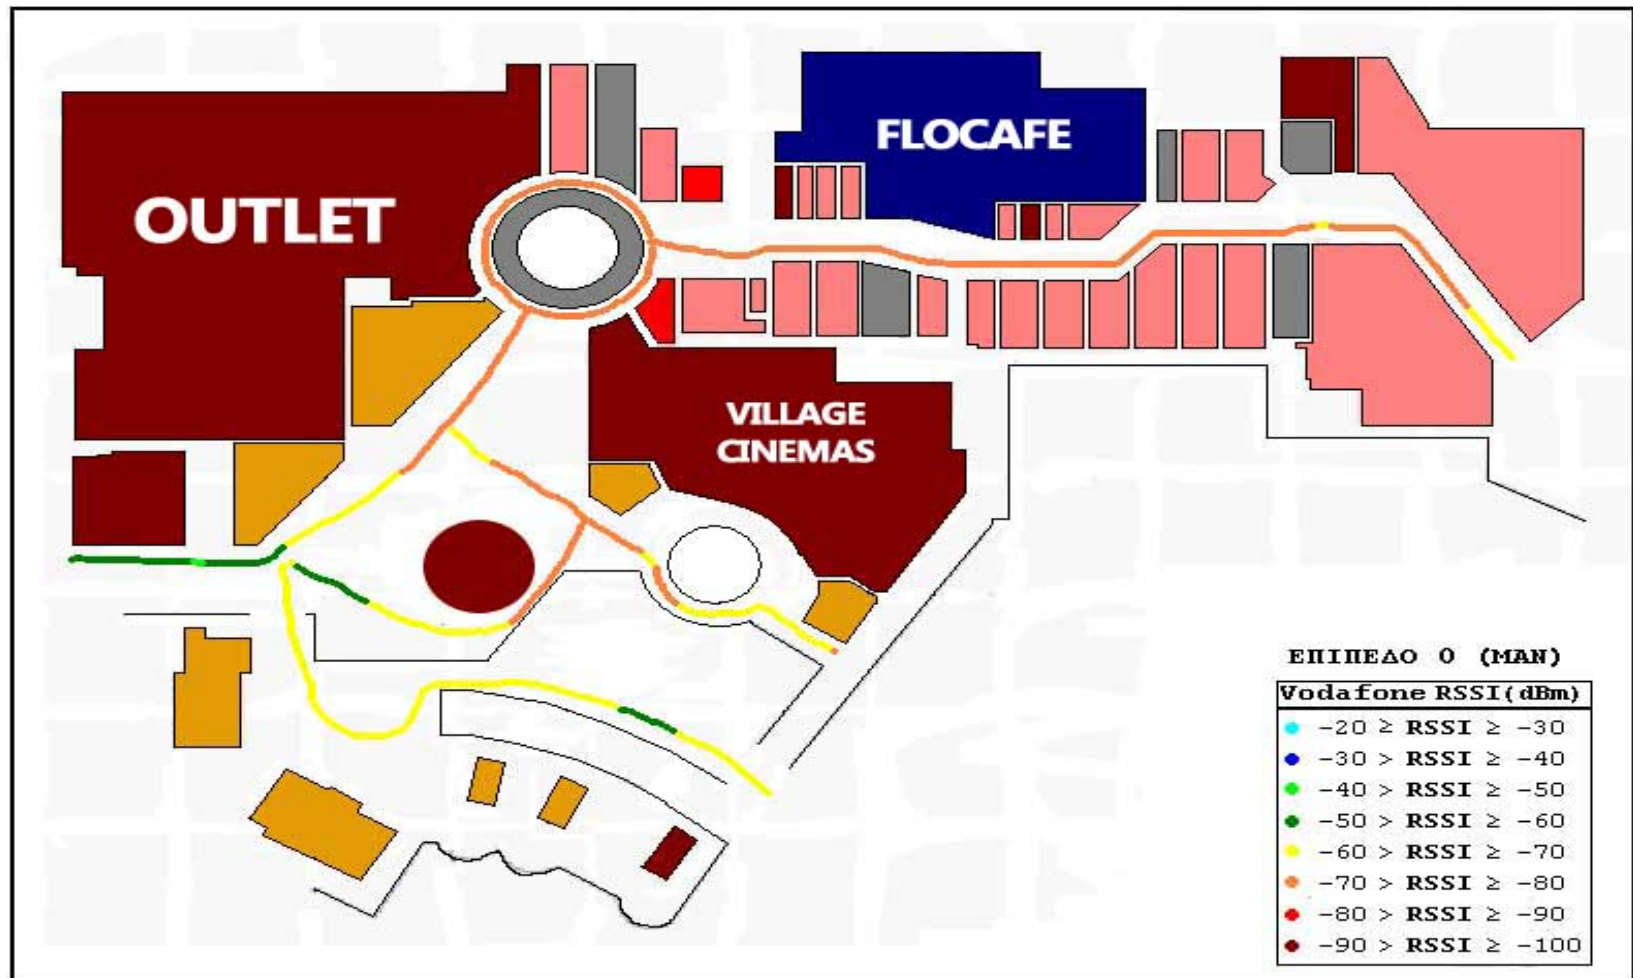 OUTLET
FLOCAFE
VILLAGE
CINEMAS
ΕΠΙΠΕΔΟ 0 (MAN)
Vodafone RSSI(dBm)
-20 ≥ RSSI ≥ -30
-30 > RSSI ≥ -40
-40 > RSSI ≥ -50
-50 > RSSI ≥ -60
-60 > RSSI ≥ -70
-70 > RSSI ≥ -80
-80 > RSSI ≥ -90
-90 > RSSI ≥ -100